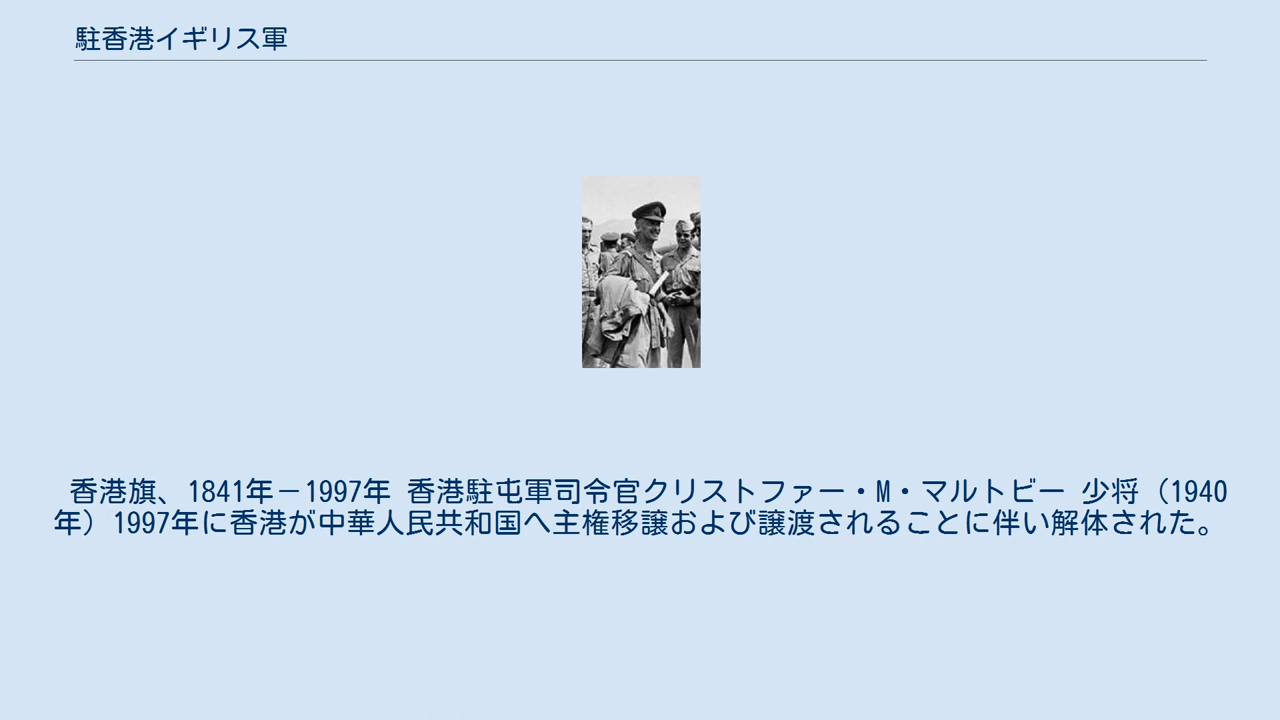 駐香港イギリス軍
香港旗、1841年－1997年 香港駐屯軍司令官クリストファー・M・マルトビー 少将（1940
年）1997年に香港が中華人民共和国へ主権移譲および譲渡されることに伴い解体された。